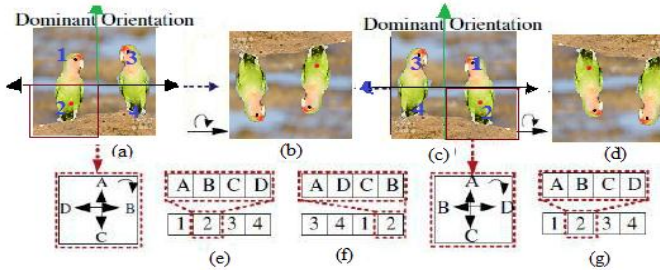 Dominant Orientation Dominant Orientation
1 3 3 1
2 4 4 2
(a) (b) (c) (d)
A A
D B B D
C C
A B C D A D C B A B C D
1 2 3 4 3 4 1 2 1 2 3 4
(e) (f) (g)